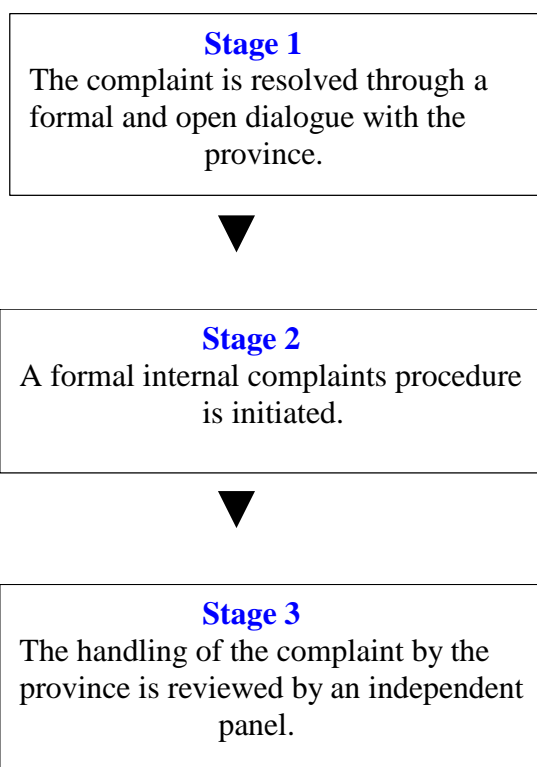 Stage 1
The complaint is resolved through a
formal and open dialogue with the
province.
Stage 2
A formal internal complaints procedure
is initiated.
Stage 3
The handling of the complaint by the
province is reviewed by an independent
panel.